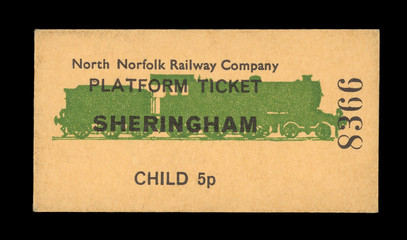 North Norfolk Railway Company
PLATFORM TICKET
SHERINGHAM
CHILD 5p
8366